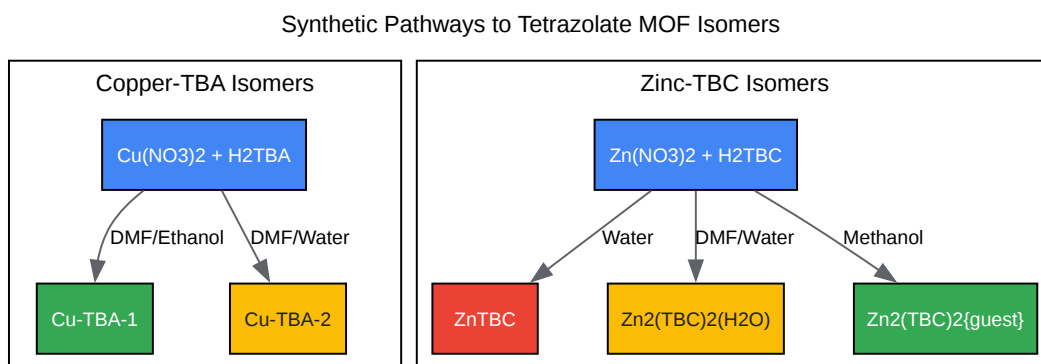 Synthetic Pathways to Tetrazolate MOF Isomers
Copper-TBA Isomers
Cu(NO3)2 + H2TBA
DMF/Ethanol
DMF/Water
Cu-TBA-1
Cu-TBA-2
Zinc-TBC Isomers
Zn(NO3)2 + H2TBC
Water
DMF/Water
Methanol
ZnTBC
Zn2(TBC)2(H2O)
Zn2(TBC)2{guest}